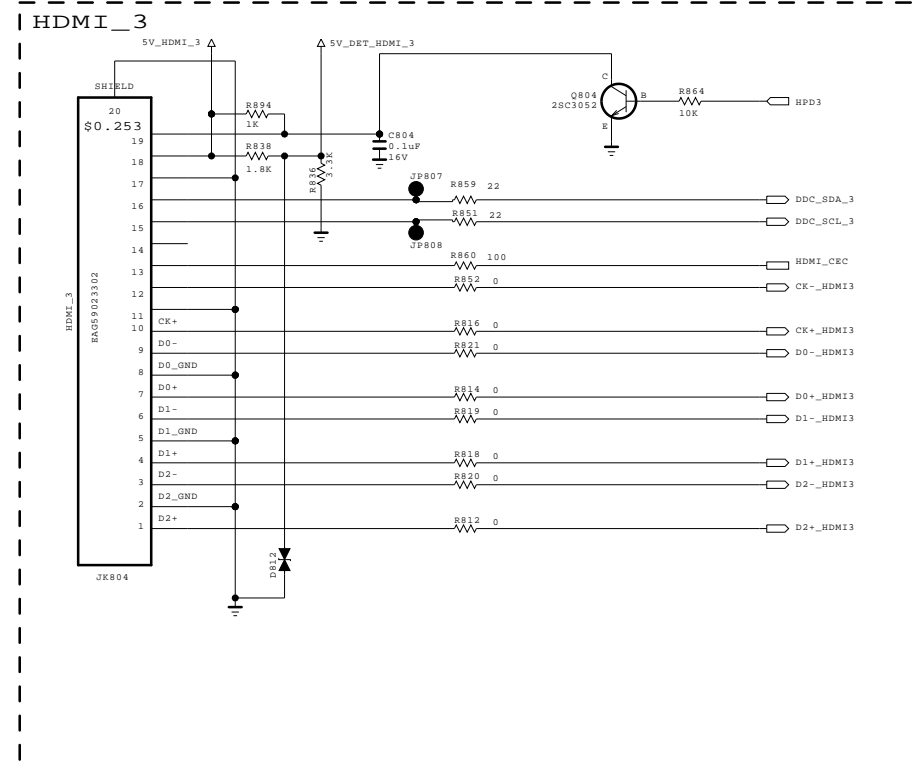 HDMI_3
5V_HDMI_3
5V_DET_HDMI_3
SHIELD
20
$0.253
R894
1K
C
Q804
2SC3052
B
R864
10K
HPD3
E
C804
0.1uF
16V
19
R838
1.8K
18
R836
3.3K
17
JP807
R859 22
16
DDC_SDA_3
R851 22
15
DDC_SCL_3
JP808
14
R860 100
HDMI_CEC
13
R852 0
12
CK-_HDMI3
HDMI_3
EAG59023302
11
10
CK+
R816 0
CK+_HDMI3
D0-
R821 0
9
D0-_HDMI3
D0_GND
8
D0+
R814 0
7
D0+_HDMI3
D1-
R819 0
6
D1-_HDMI3
D1_GND
5
D1+
R818 0
4
D1+_HDMI3
D2-
R820 0
3
D2-_HDMI3
D2_GND
2
D2+
R812 0
1
D2+_HDMI3
D812
JK804